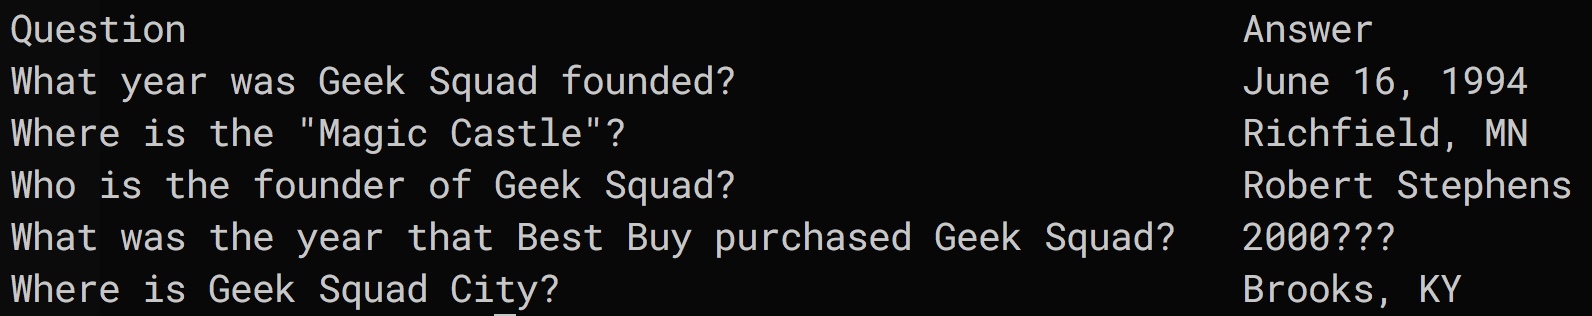 Question Answer
What year was Geek Squad founded? June 16, 1994
Where is the "Magic Castle"? Richfield, MN
Who is the founder of Geek Squad? Robert Stephens
What was the year that Best Buy purchased Geek Squad? 2000???
Where is Geek Squad City? Brooks, KY